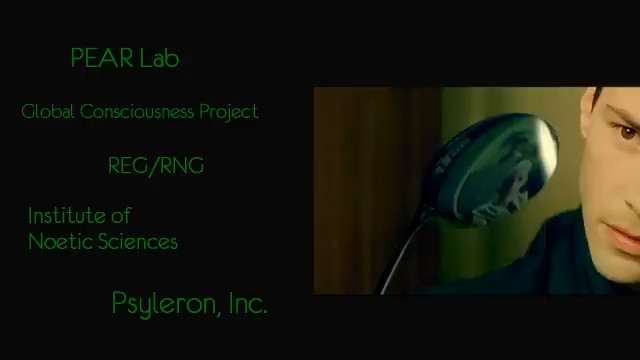 PEAR Lab
Global Consciousness Project
REG/RNG
Institute of
Noetic Sciences
Psyleron, Inc.